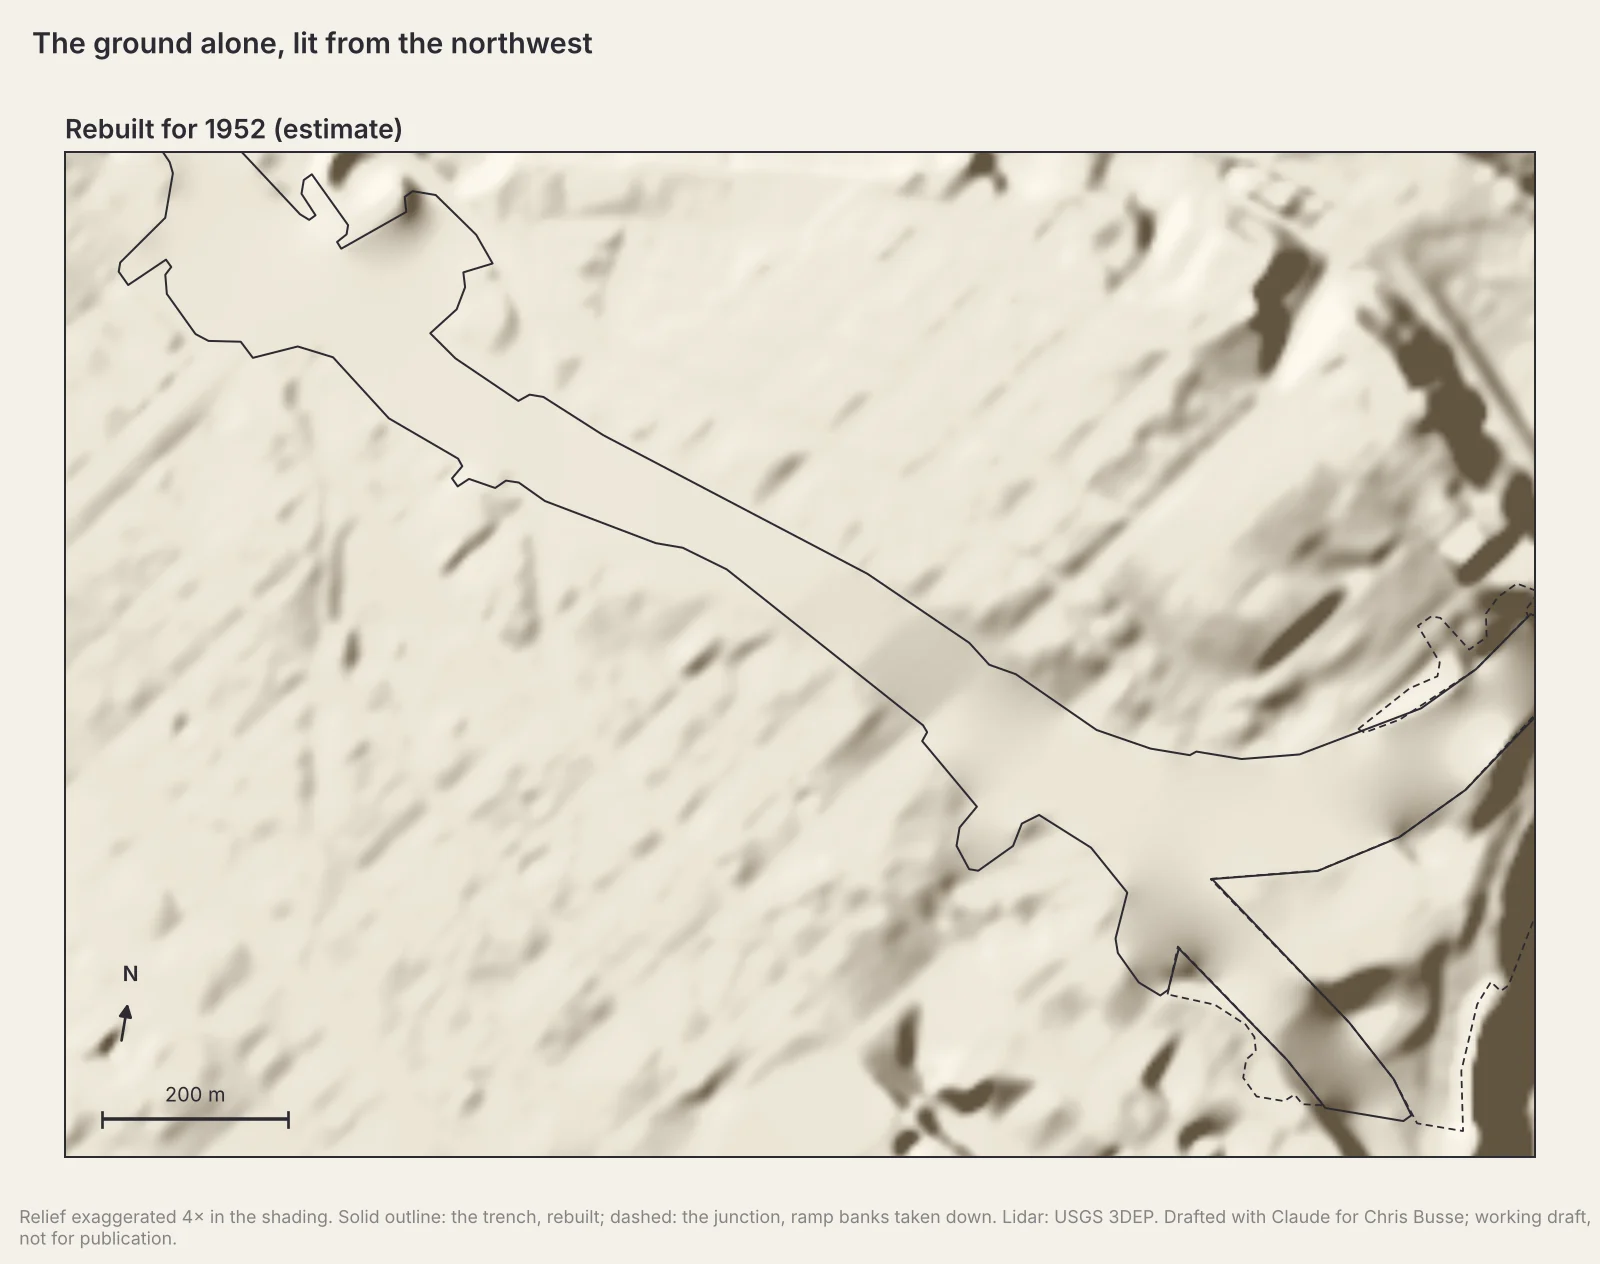 The ground alone, lit from the northwest
Rebuilt for 1952 (estimate)
N
200 m
Relief exaggerated 4× in the shading. Solid outline: the trench, rebuilt; dashed: the junction, ramp banks taken down. Lidar: USGS 3DEP. Drafted with Claude for Chris Busse; working draft,
not for publication.